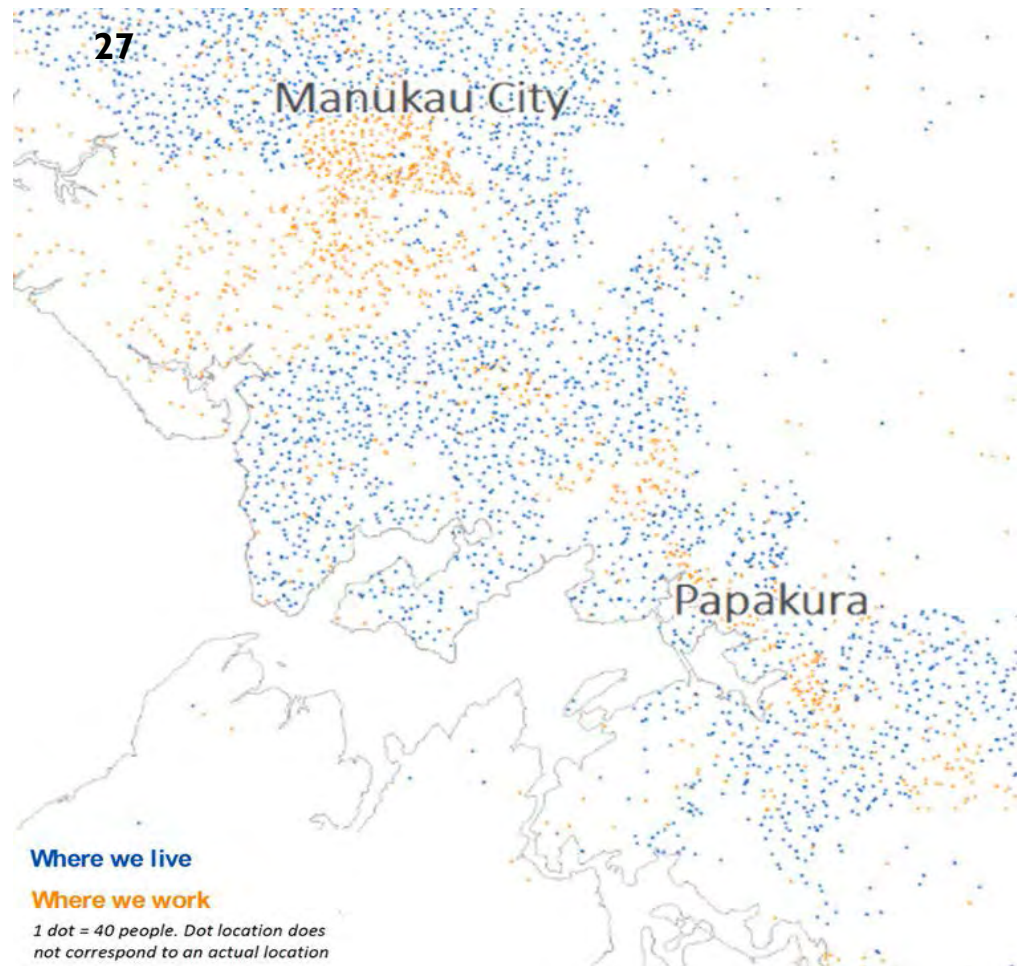 27
Manukau City
Papakura
Where we live
Where we work
1 dot = 40 people. Dot location does
not correspond to an actual location